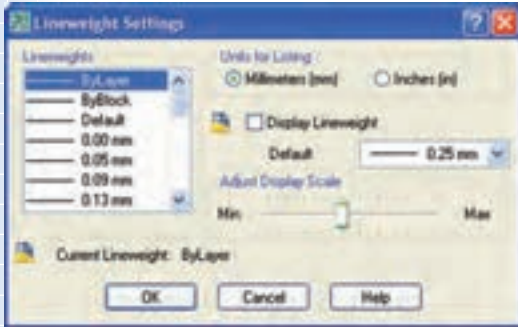 Lineweight Settings
Lineweights
ByLayer
ByBlock
Default
0.00 mm
0.05 mm
0.09 mm
0.13 mm
Units for Listing
Millimeters (mm)
Inches (in)
Display Lineweight
Default
0.25 mm
Adjust Display Scale
Min
Max
Current Lineweight: ByLayer
OK
Cancel
Help